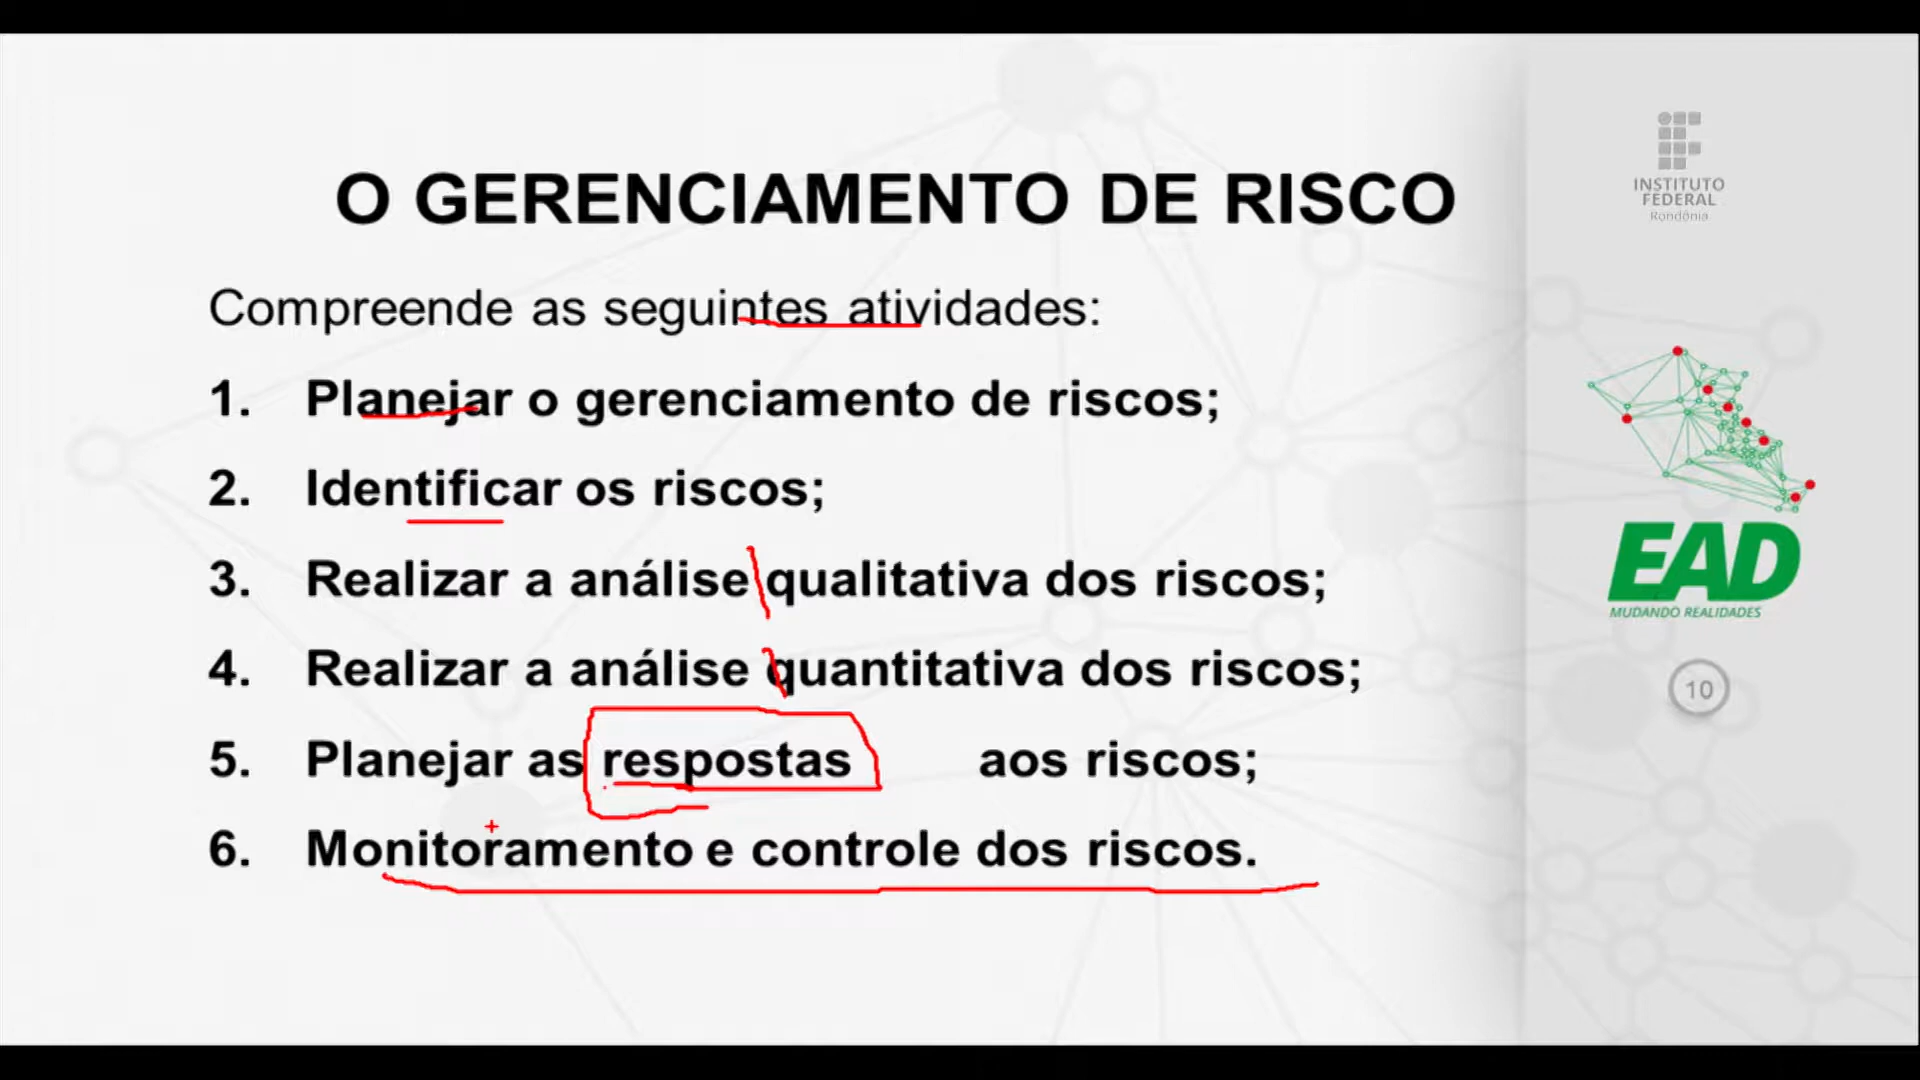 O GERENCIAMENTO DE RISCO
Compreende as seguintes atividades:
1. Planejar o gerenciamento de riscos;
2. Identificar os riscos;
3. Realizar a análise qualitativa dos riscos;
4. Realizar a análise quantitativa dos riscos;
5. Planejar as respostas aos riscos;
6. Monitoramento e controle dos riscos.
INSTITUTO
FEDERAL
Rondônia
EAD
MUDANDO REALIDADES
10